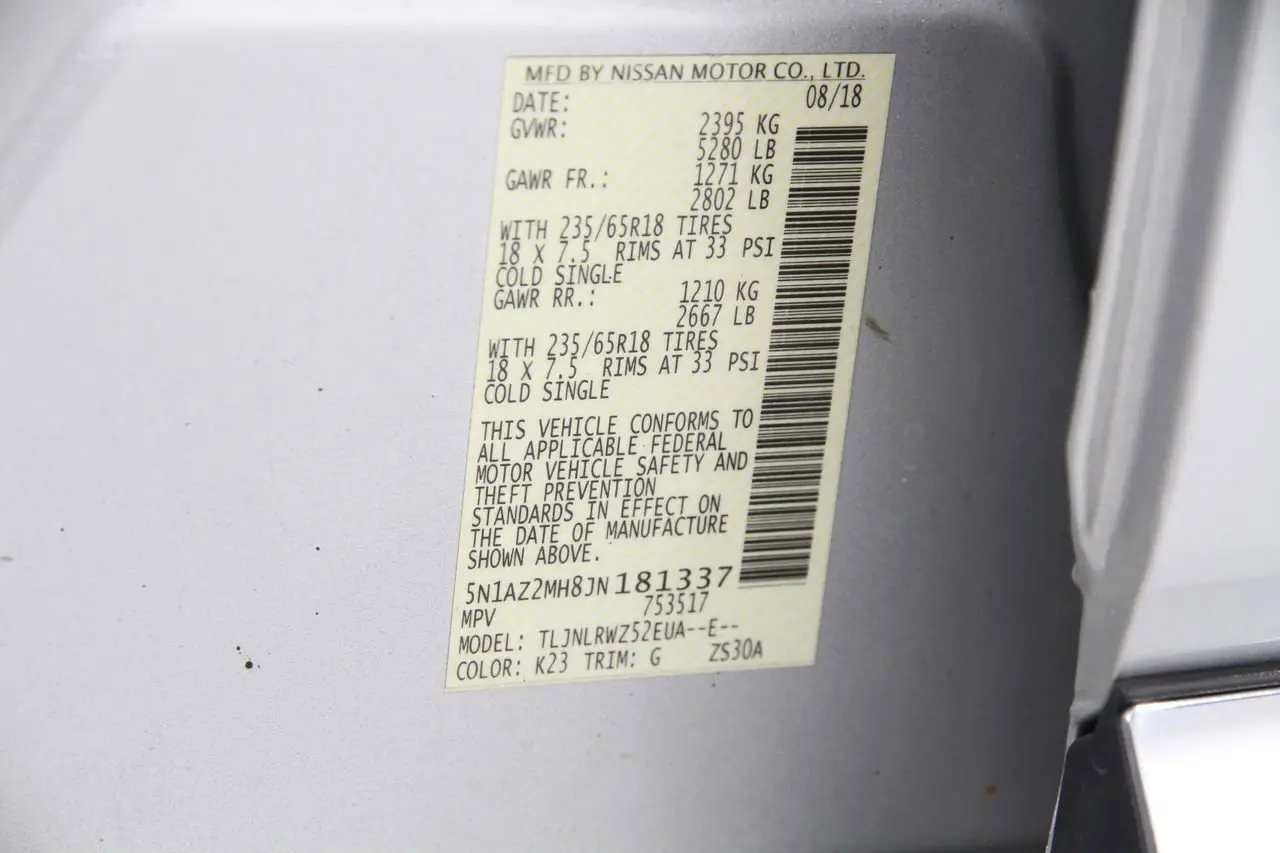 MFD BY NISSAN MOTOR CO., LTD.
DATE: 08/18
GVWR: 2395 KG
5280 LB
GAWR FR.: 1271 KG
2802 LB
WITH 235/65R18 TIRES
18 X 7.5 RIMS AT 33 PSI
COLD SINGLE
GAWR RR.: 1210 KG
2667 LB
WITH 235/65R18 TIRES
18 X 7.5 RIMS AT 33 PSI
COLD SINGLE
THIS VEHICLE CONFORMS TO
ALL APPLICABLE FEDERAL
MOTOR VEHICLE SAFETY AND
THEFT PREVENTION
STANDARDS IN EFFECT ON
THE DATE OF MANUFACTURE
SHOWN ABOVE.
5N1AZ2MH8JN181337
MPV 753517
MODEL: TLJNLRWZ52EUA--E--
COLOR: K23 TRIM: G ZS30A